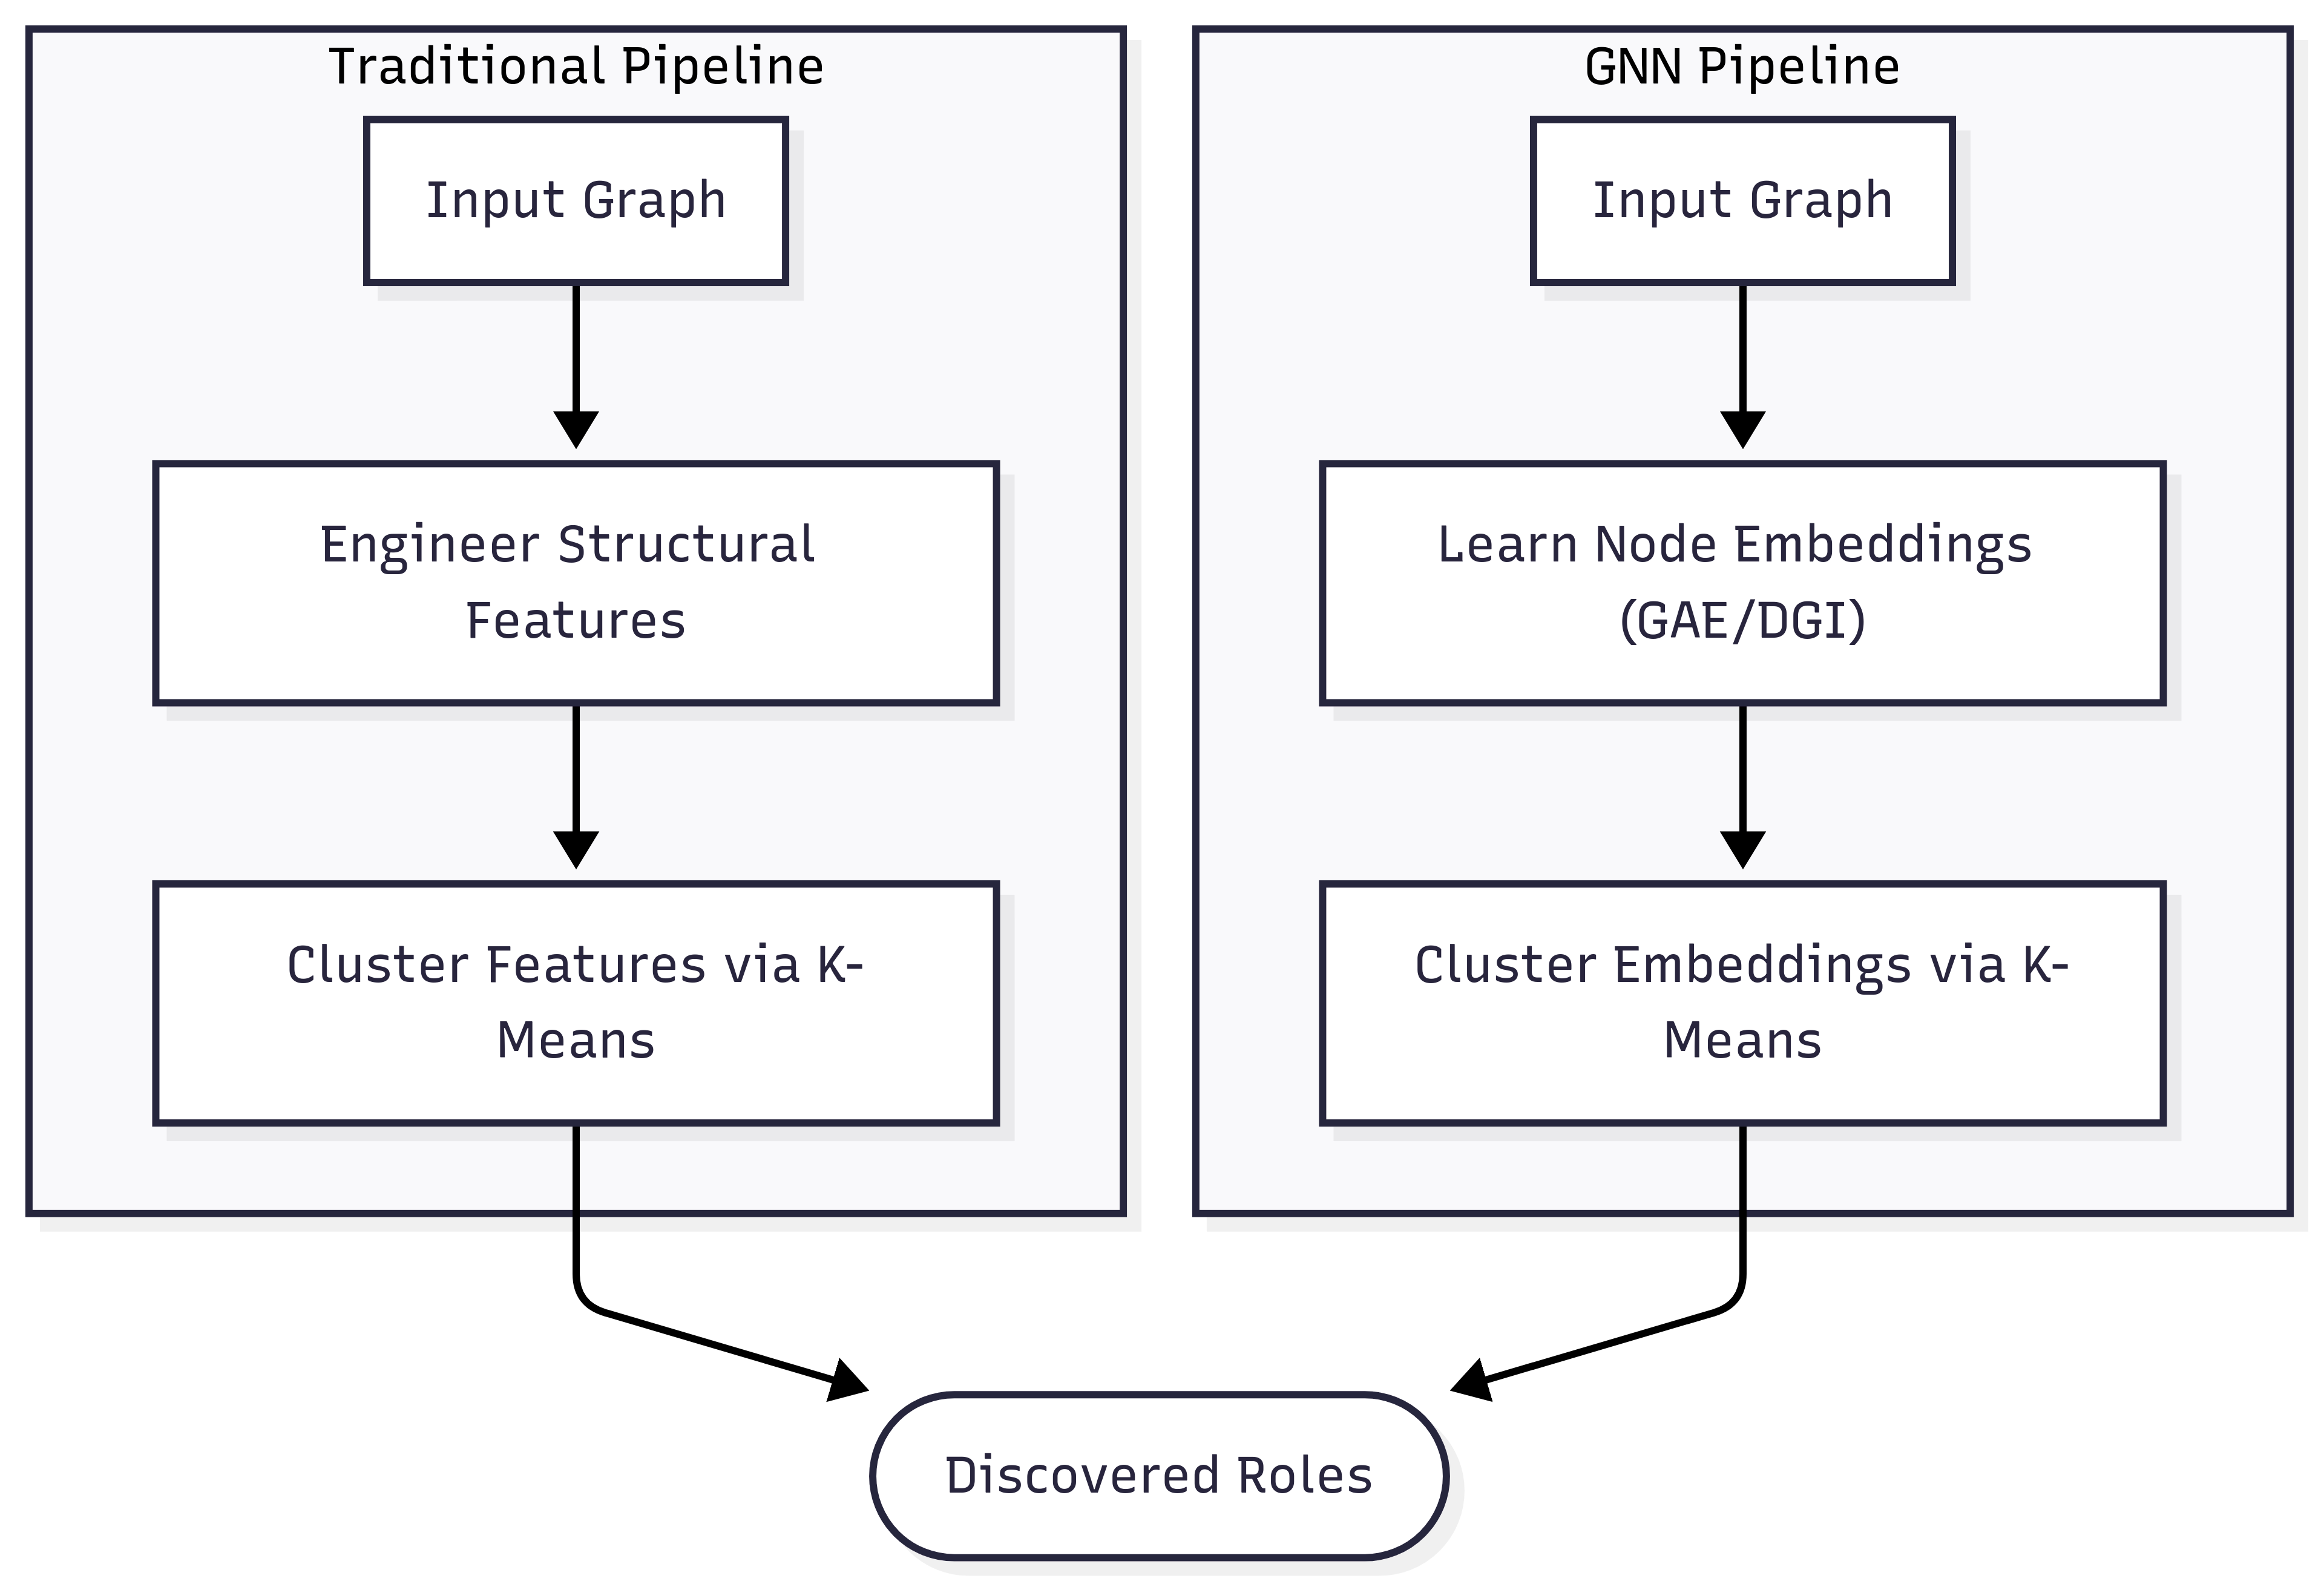 Traditional Pipeline
Input Graph
Engineer Structural
Features
Cluster Features via K-
Means
GNN Pipeline
Input Graph
Learn Node Embeddings
(GAE/DGI)
Cluster Embeddings via K-
Means
Discovered Roles